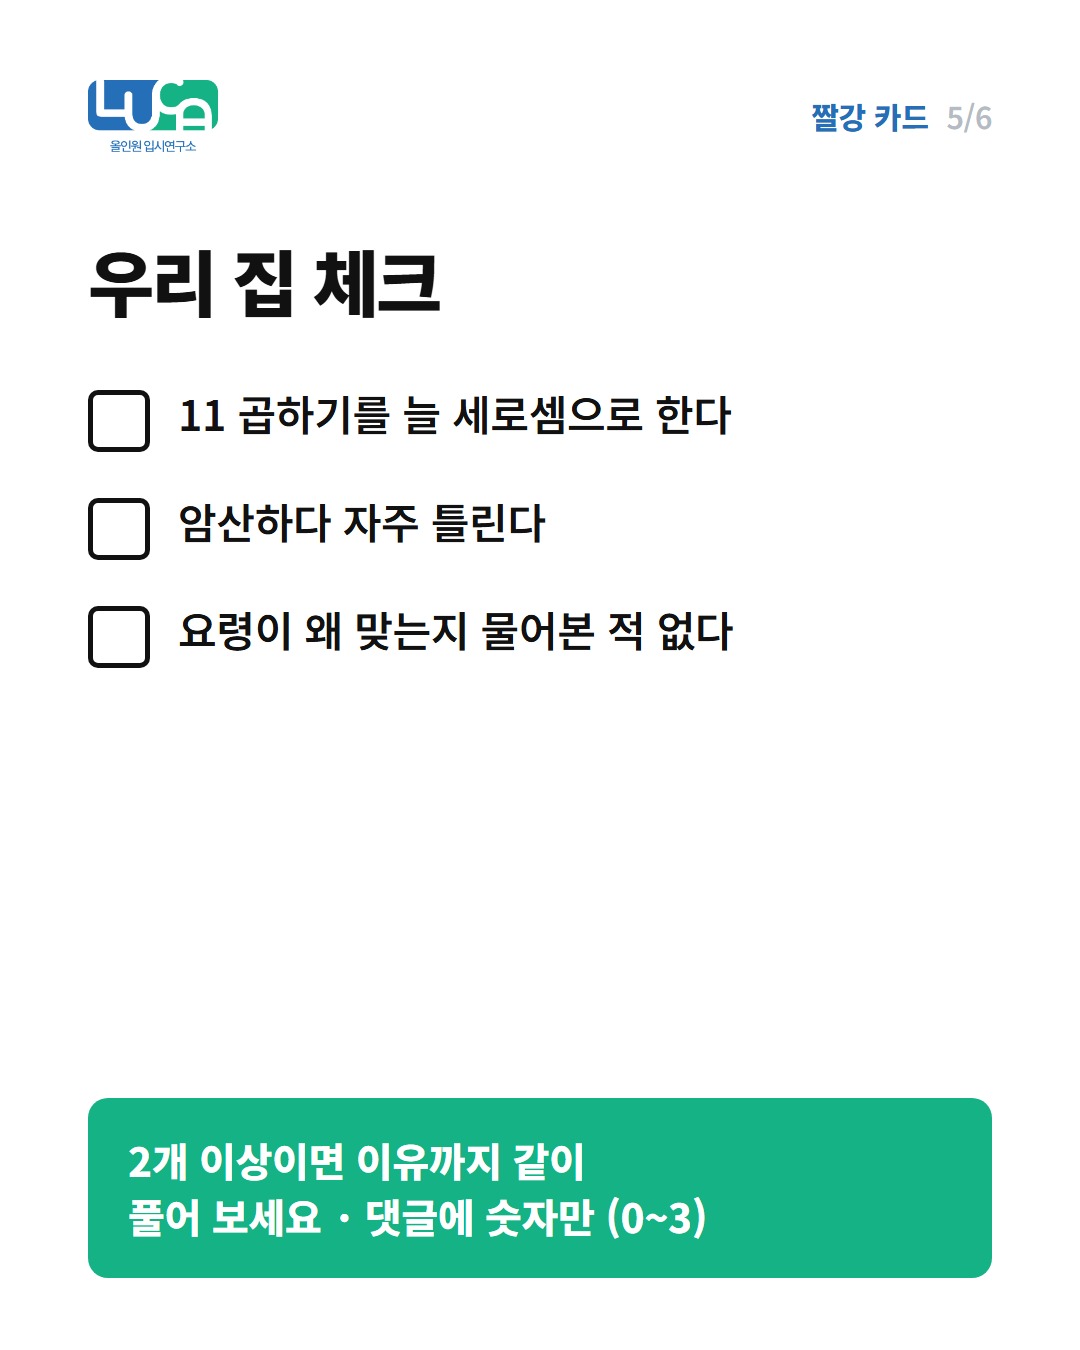 LUCA
올인원 입시연구소
짤강 카드 5/6
우리 집 체크
11 곱하기를 늘 세로셈으로 한다
암산하다 자주 틀린다
요령이 왜 맞는지 물어본 적 없다
2개 이상이면 이유까지 같이
풀어 보세요 · 댓글에 숫자만 (0~3)